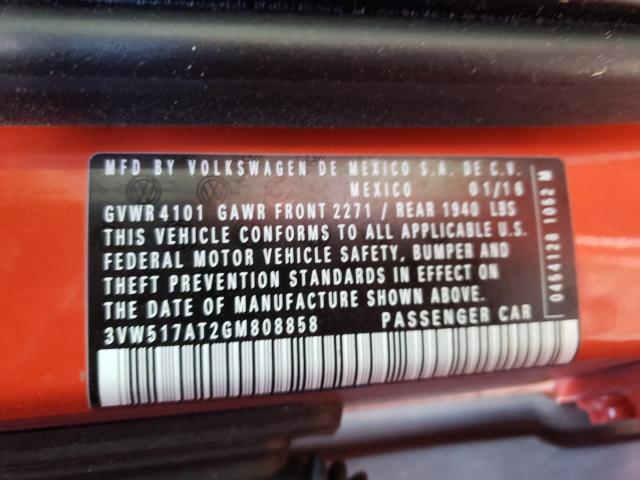 MFD BY VOLKSWAGEN DE MEXICO S.A. DE C.V.
MEXICO 01/16
GVWR 4101 GAWR FRONT 2271 / REAR 1940 LBS
THIS VEHICLE CONFORMS TO ALL APPLICABLE U.S.
FEDERAL MOTOR VEHICLE SAFETY, BUMPER AND
THEFT PREVENTION STANDARDS IN EFFECT ON
THE DATE OF MANUFACTURE SHOWN ABOVE.
3VW517AT2GM808858 PASSENGER CAR
0454128 1052 M